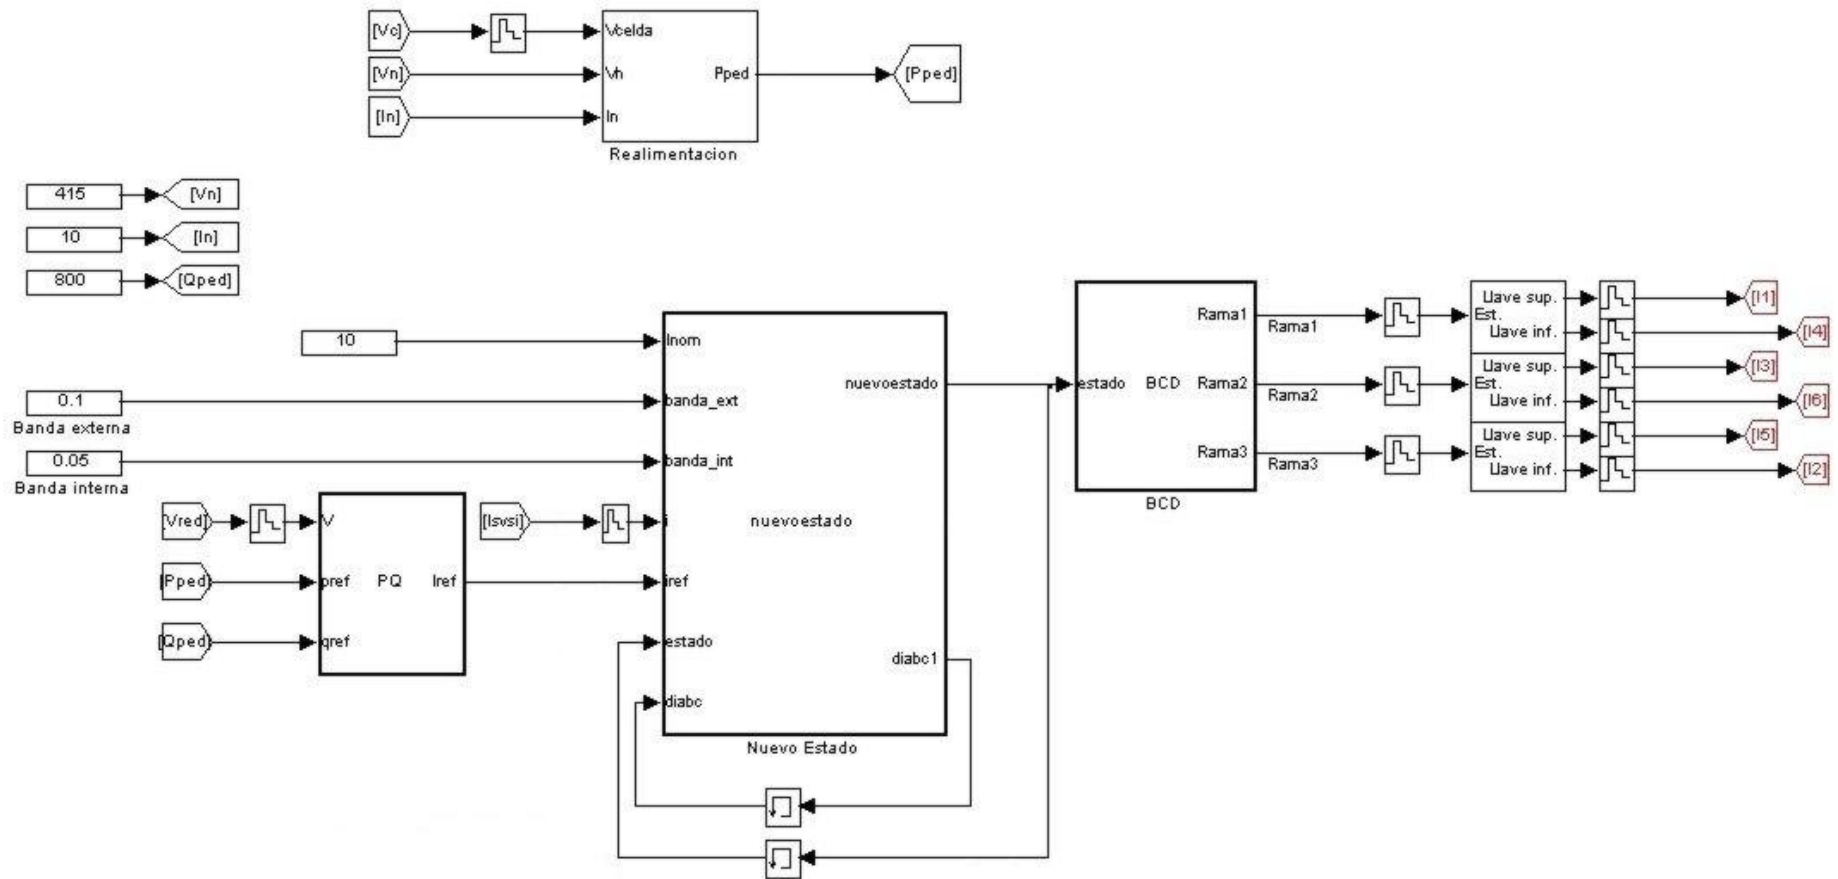 [Vc]
Vcelda
[Vn]
Vh
Pped
[Pped]
[In]
In
Realimentacion
415
[Vn]
10
[In]
800
[Qped]
10
Inom
0.1
banda_ext
Banda externa
0.05
banda_int
Banda interna
[Vred]
V
[Isvsi]
i
[Pped]
pref
PQ
Iref
iref
[Qped]
qref
estado
diabc
nuevoestado
nuevoestado
diabc1
Nuevo Estado
estado
BCD
Rama1
Rama2
Rama3
BCD
Rama1
Rama2
Rama3
Llave sup.
Est.
Llave inf.
Llave sup.
Est.
Llave inf.
Llave sup.
Est.
Llave inf.
[I1]
[I4]
[I3]
[I6]
[I5]
[I2]